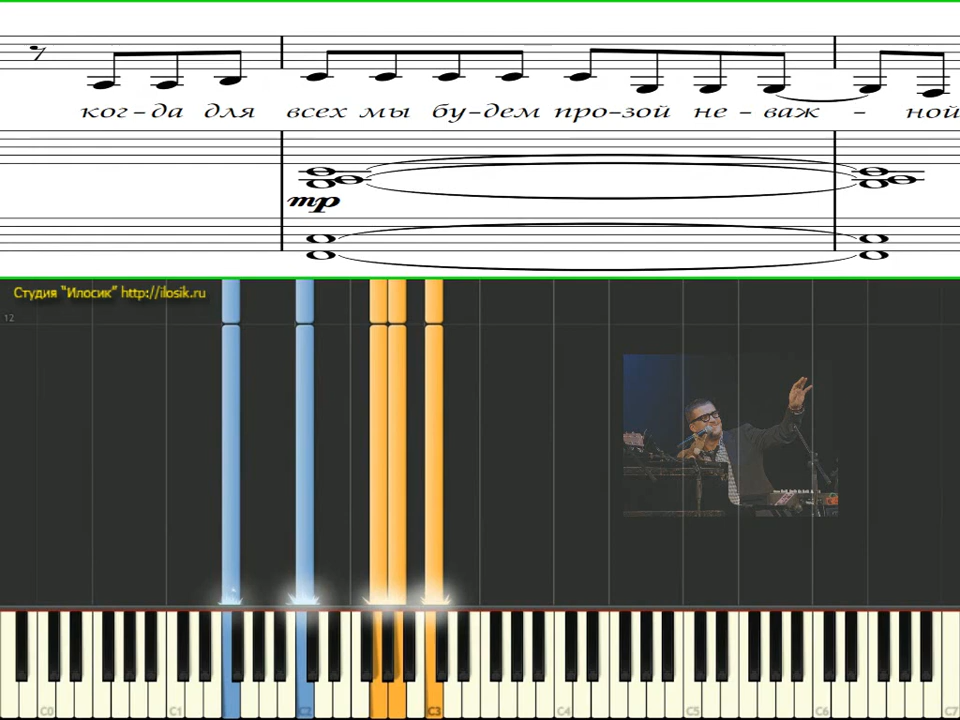 ког-да для всех мы бу-дем про-зой не-важ - ной
mp
Студия "Илосик" http://ilosik.ru
12
C0 C1 C2 C3 C4 C5 C6 C7